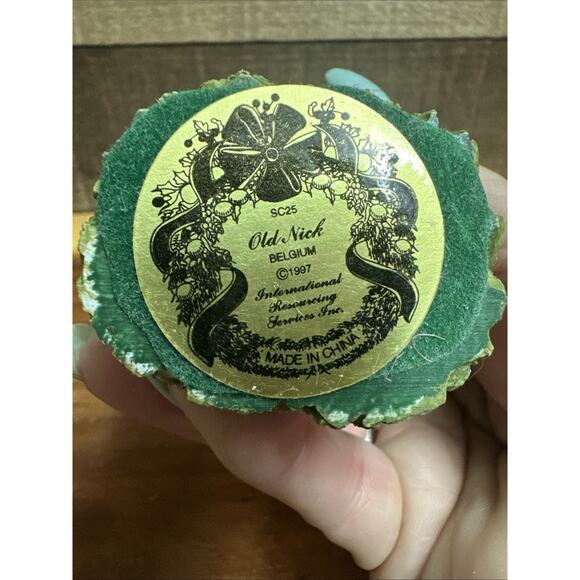 SC25
Old Nick
BELGIUM
©1997
International
Resourcing
Services Inc.
MADE IN CHINA